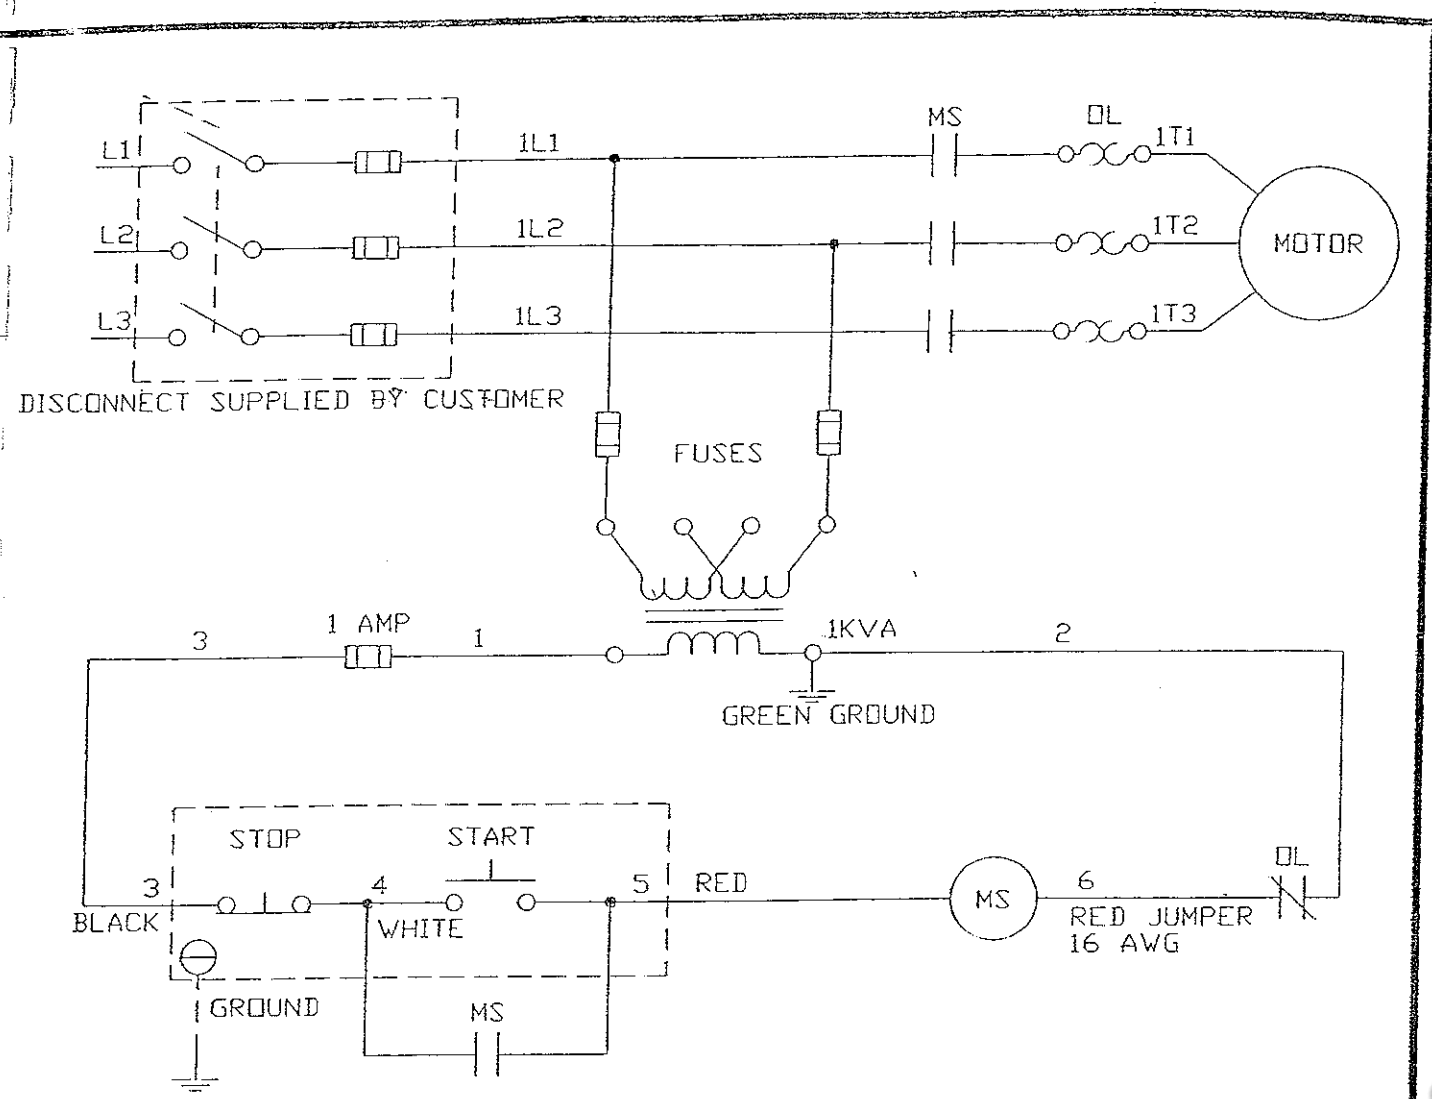 MS
OL
L1
1L1
1T1
L2
1L2
1T2
MOTOR
L3
1L3
1T3
DISCONNECT SUPPLIED BY CUSTOMER
FUSES
3
1 AMP
1
.1KVA
2
GREEN GROUND
STOP
START
OL
3
4
5
RED
MS
6
BLACK
WHITE
RED JUMPER
16 AWG
GROUND
MS